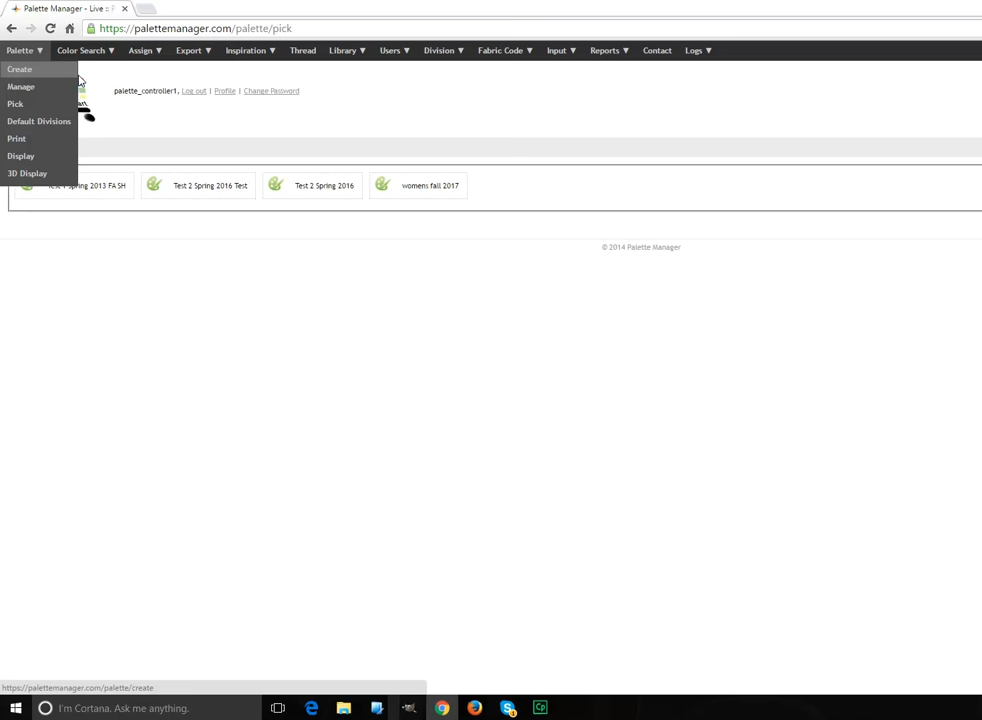 Palette Manager - Live :: P
https://palettemanager.com/palette/pick
Palette ▼ Color Search ▼ Assign ▼ Export ▼ Inspiration ▼ Thread Library ▼ Users ▼ Division ▼ Fabric Code ▼ Input ▼ Reports ▼ Contact Logs ▼
Create
Manage
Pick
Default Divisions
Print
Display
3D Display
palette_controller1, Log out | Profile | Change Password
Spring 2013 FA SH
Test 2 Spring 2016 Test
Test 2 Spring 2016
womens fall 2017
© 2014 Palette Manager
https://palettemanager.com/palette/create
I'm Cortana. Ask me anything.
Cp